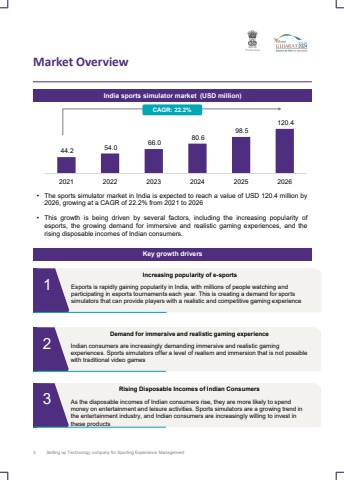 GUJARAT 2024
Market Overview
India sports simulator market (USD million)
CAGR: 22.2%
44.2
54.0
66.0
80.6
98.5
120.4
2021 2022 2023 2024 2025 2026
• The sports simulator market in India is expected to reach a value of USD 120.4 million by
2026, growing at a CAGR of 22.2% from 2021 to 2026
• This growth is being driven by several factors, including the increasing popularity of
esports, the growing demand for immersive and realistic gaming experiences, and the
rising disposable incomes of Indian consumers.
Key growth drivers
1
Increasing popularity of e-sports
Esports is rapidly gaining popularity in India, with millions of people watching and
participating in esports tournaments each year. This is creating a demand for sports
simulators that can provide players with a realistic and competitive gaming experience
2
Demand for immersive and realistic gaming experience
Indian consumers are increasingly demanding immersive and realistic gaming
experiences. Sports simulators offer a level of realism and immersion that is not possible
with traditional video games
3
Rising Disposable Incomes of Indian Consumers
As the disposable incomes of Indian consumers rise, they are more likely to spend
money on entertainment and leisure activities. Sports simulators are a growing trend in
the entertainment industry, and Indian consumers are increasingly willing to invest in
these products
Setting up Technology company for Sporting Experience Management